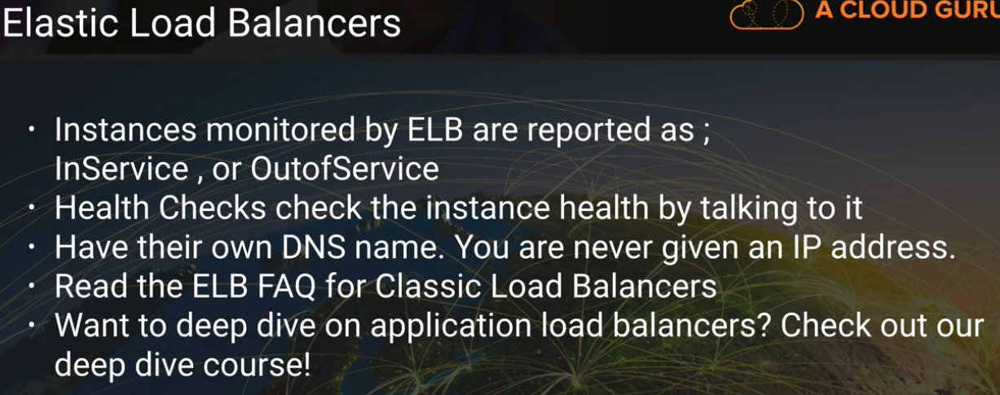 Elastic Load Balancers
A CLOUD GURU
• Instances monitored by ELB are reported as ;
InService , or OutofService
• Health Checks check the instance health by talking to it
• Have their own DNS name. You are never given an IP address.
• Read the ELB FAQ for Classic Load Balancers
• Want to deep dive on application load balancers? Check out our
deep dive course!